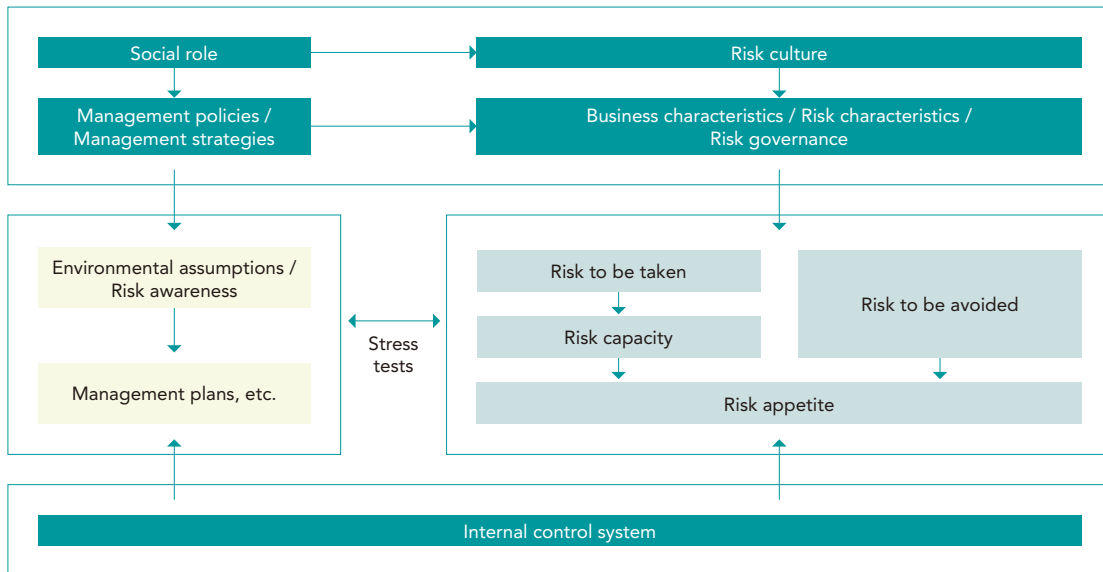 Social role
Risk culture
Management policies /
Management strategies
Business characteristics / Risk characteristics /
Risk governance
Environmental assumptions /
Risk awareness
Management plans, etc.
Stress
tests
Risk to be taken
Risk capacity
Risk to be avoided
Risk appetite
Internal control system